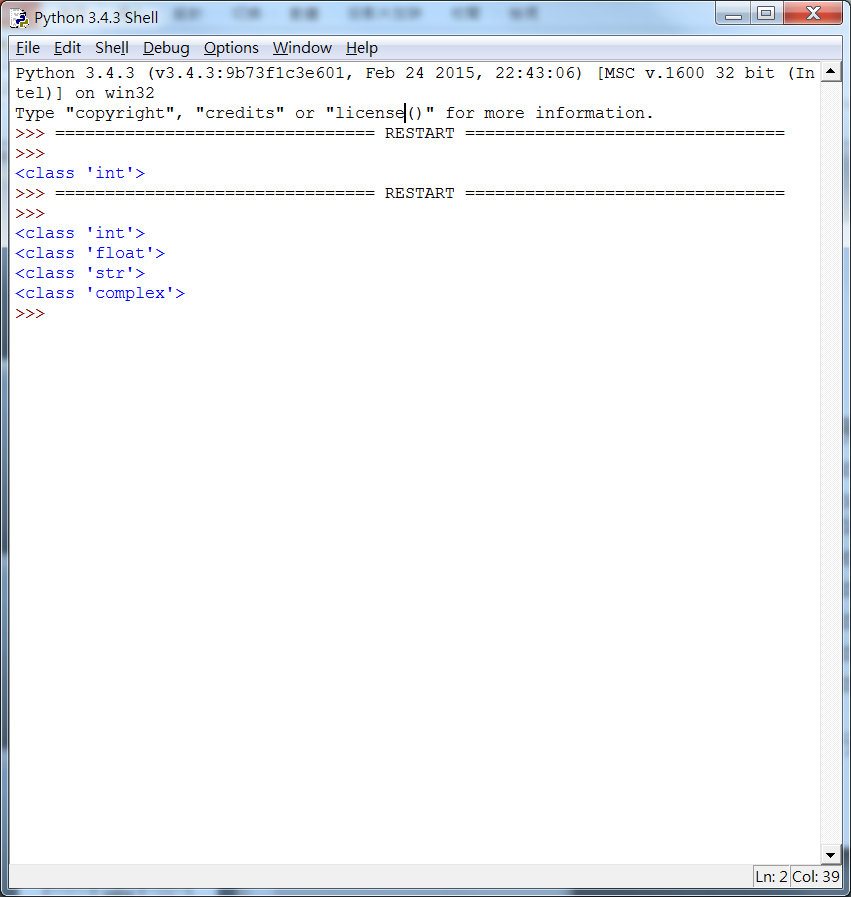 Python 3.4.3 Shell
File Edit Shell Debug Options Window Help
Python 3.4.3 (v3.4.3:9b73f1c3e601, Feb 24 2015, 22:43:06) [MSC v.1600 32 bit (In
tel)] on win32
Type "copyright", "credits" or "license()" for more information.
>>> ================================ RESTART ================================
>>>
<class 'int'>
>>> ================================ RESTART ================================
>>>
<class 'int'>
<class 'float'>
<class 'str'>
<class 'complex'>
>>>
Ln: 2 Col: 39